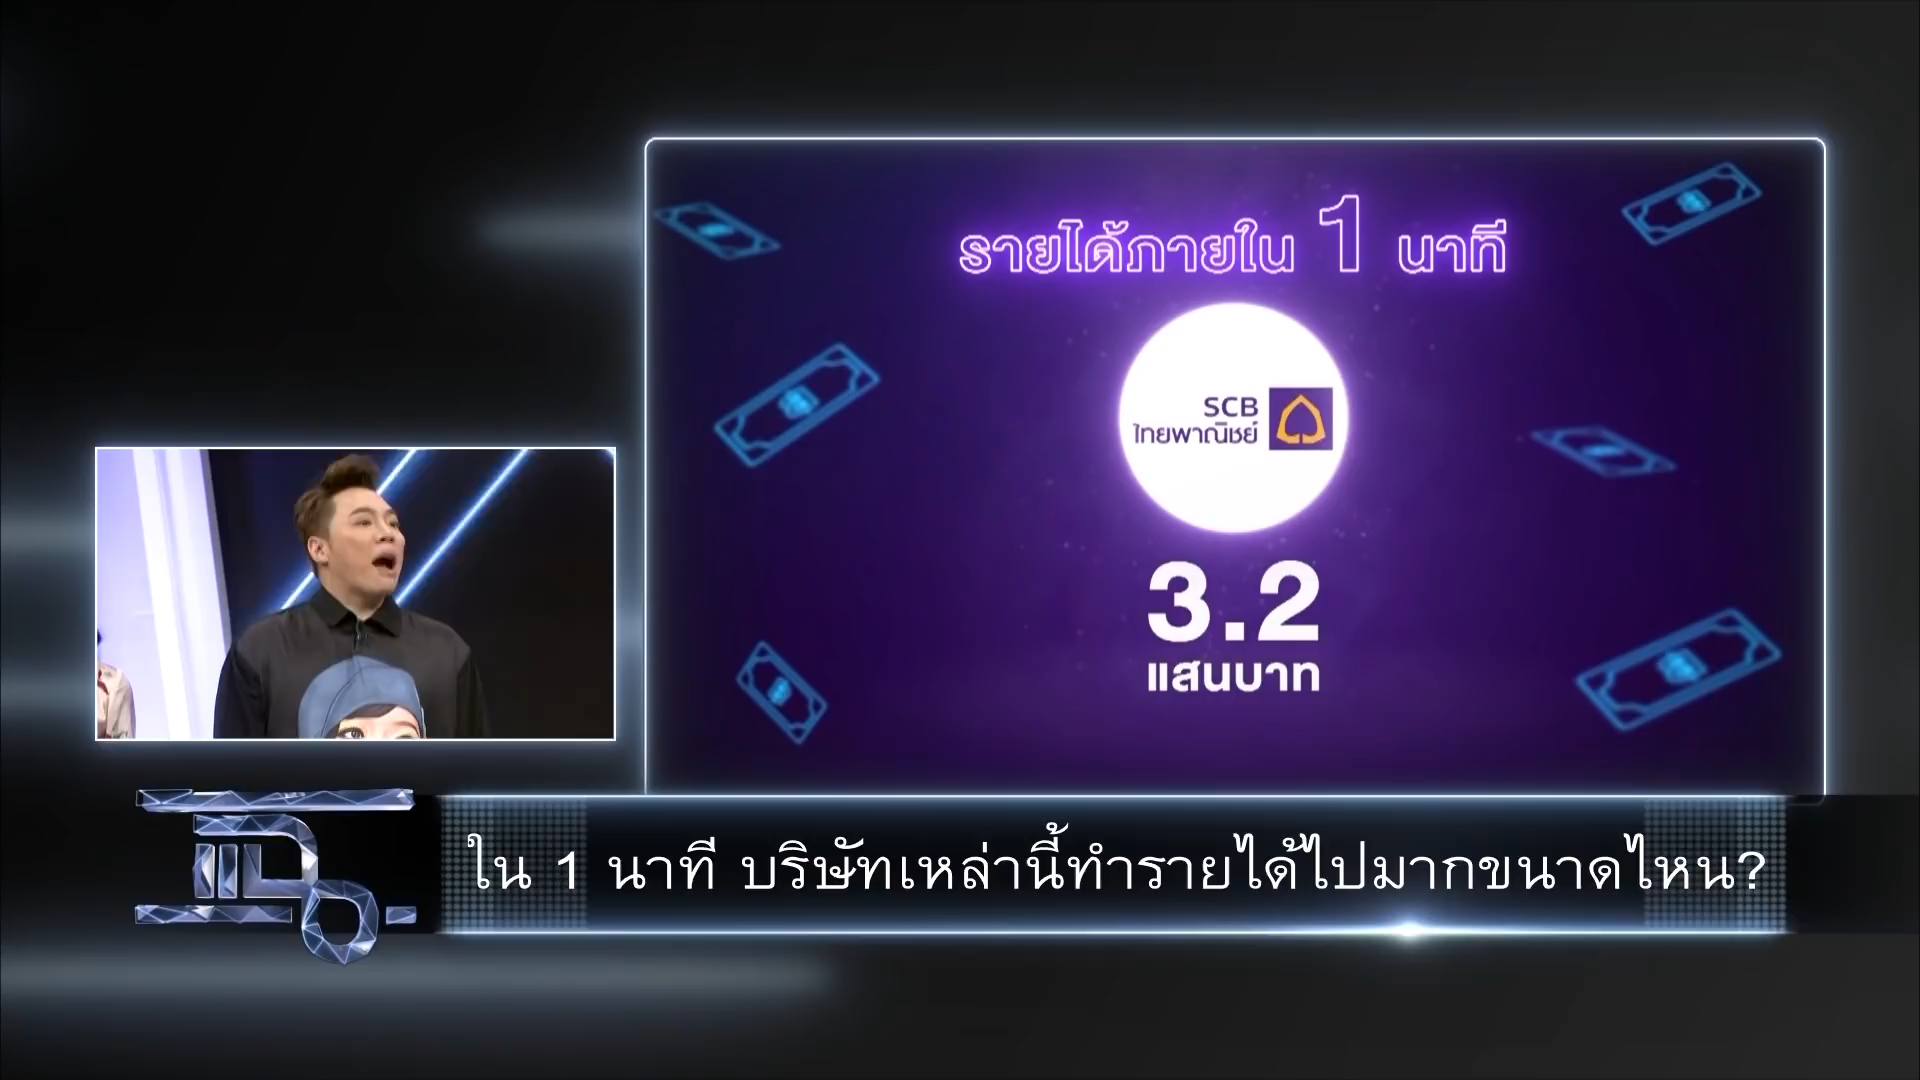 รายได้ภายใน 1 นาที
SCB
ไทยพาณิชย์
3.2
แสนบาท
ใน 1 นาที บริษัทเหล่านี้ทำรายได้ไปมากขนาดไหน?